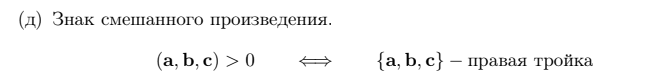 (д) Знак смешанного произведения.
(a, b, c) > 0 ⟺ {a, b, c} – правая тройка